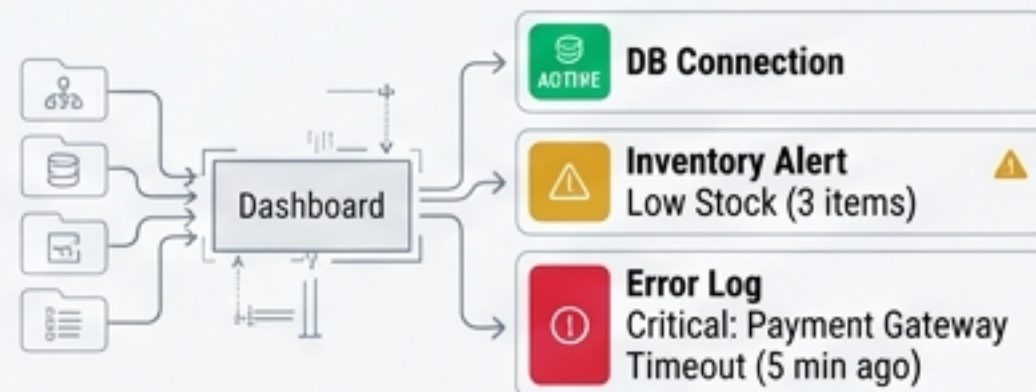 Dashboard
DB Connection
Inventory Alert
Low Stock (3 items)
Error Log
Critical: Payment Gateway
Timeout (5 min ago)